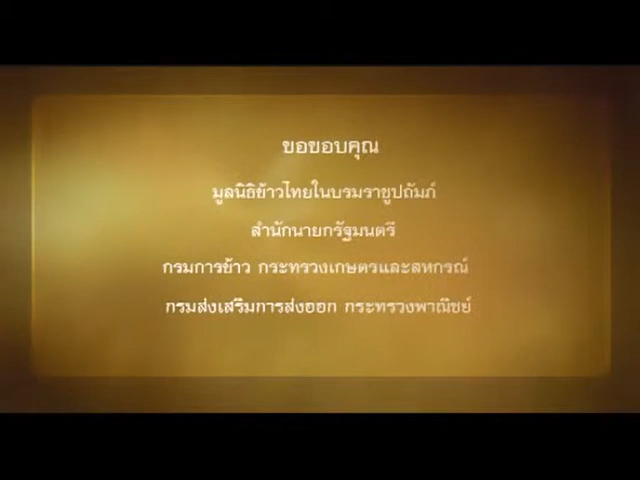 ขอขอบคุณ
มูลนิธิข้าวไทยในบรมราชูปถัมภ์
สำนักนายกรัฐมนตรี
กรมการข้าว กระทรวงเกษตรและสหกรณ์
กรมส่งเสริมการส่งออก กระทรวงพาณิชย์